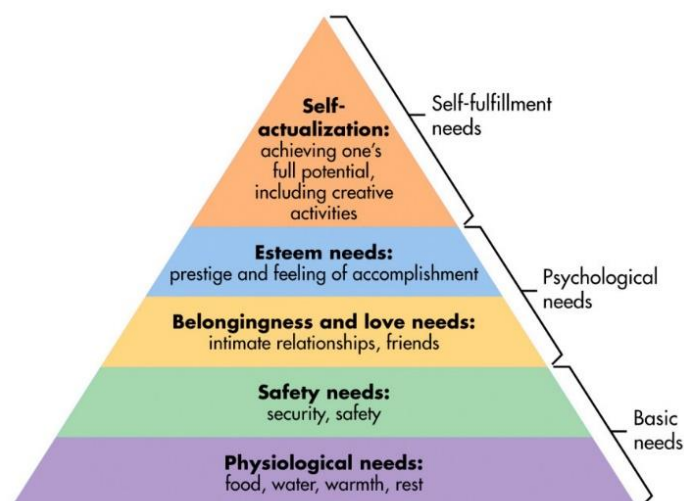 Self-
actualization:
achieving one's
full potential,
including creative
activities
Self-fulfillment
needs
Esteem needs:
prestige and feeling of accomplishment
Belongingness and love needs:
intimate relationships, friends
Psychological
needs
Safety needs:
security, safety
Physiological needs:
food, water, warmth, rest
Basic
needs